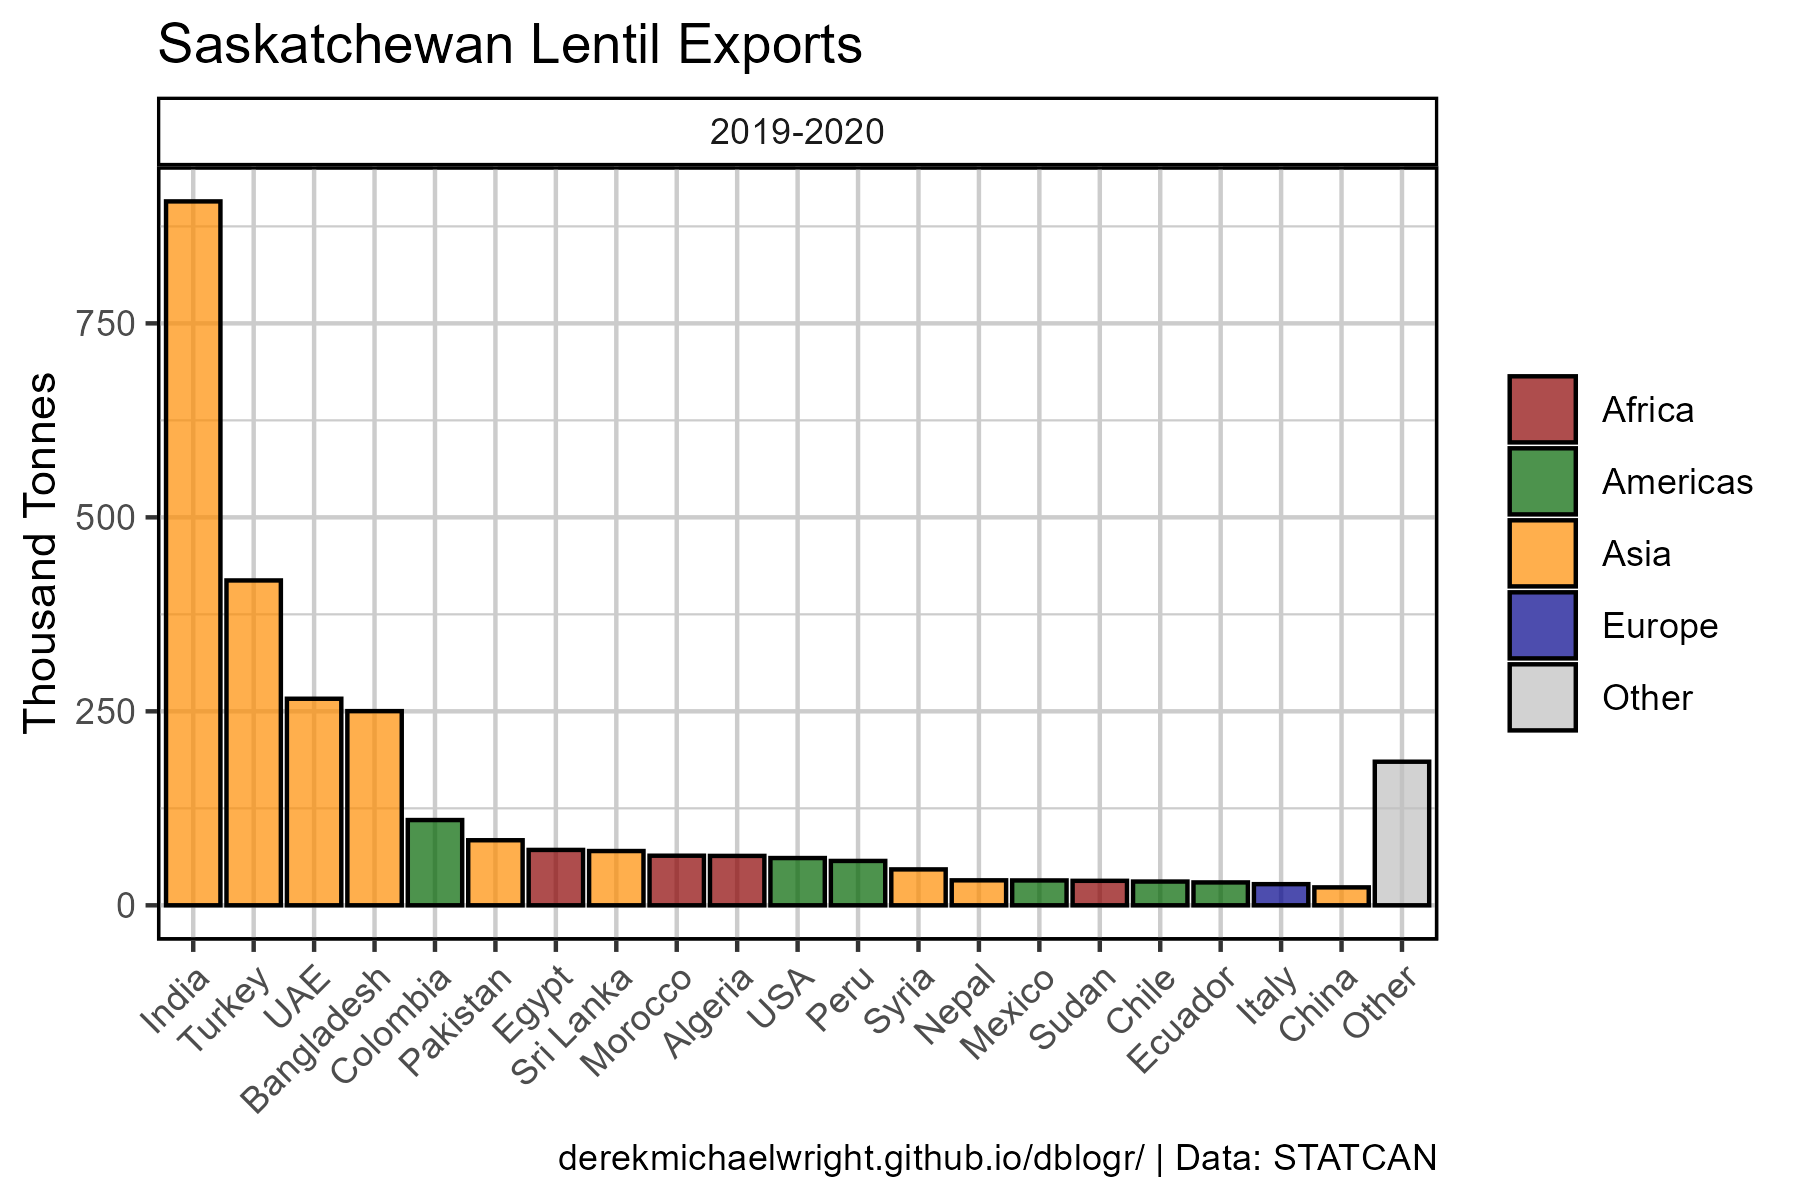 Saskatchewan Lentil Exports
2019-2020
Thousand Tonnes
750
500
250
0
India
Turkey
UAE
Bangladesh
Colombia
Pakistan
Egypt
Sri Lanka
Morocco
Algeria
USA
Peru
Syria
Nepal
Mexico
Sudan
Chile
Ecuador
Italy
China
Other
Africa
Americas
Asia
Europe
Other
derekmichaelwright.github.io/dblogr/ | Data: STATCAN